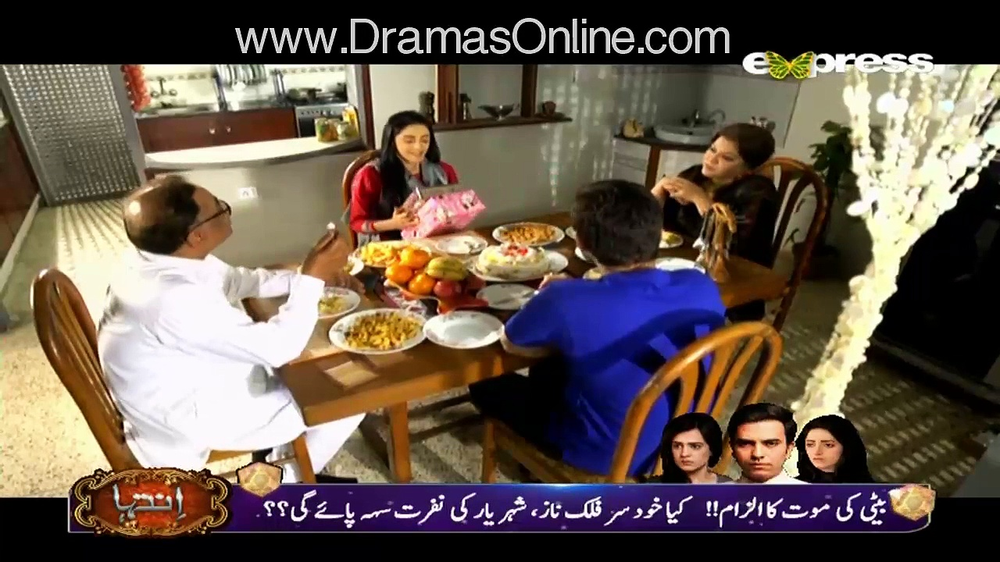 www.DramasOnline.com
express
اِنتہا
بیٹی کی موت کا الزام!! کیا خود سر فلک ناز، شہریار کی نفرت سہہ پائے گی؟؟